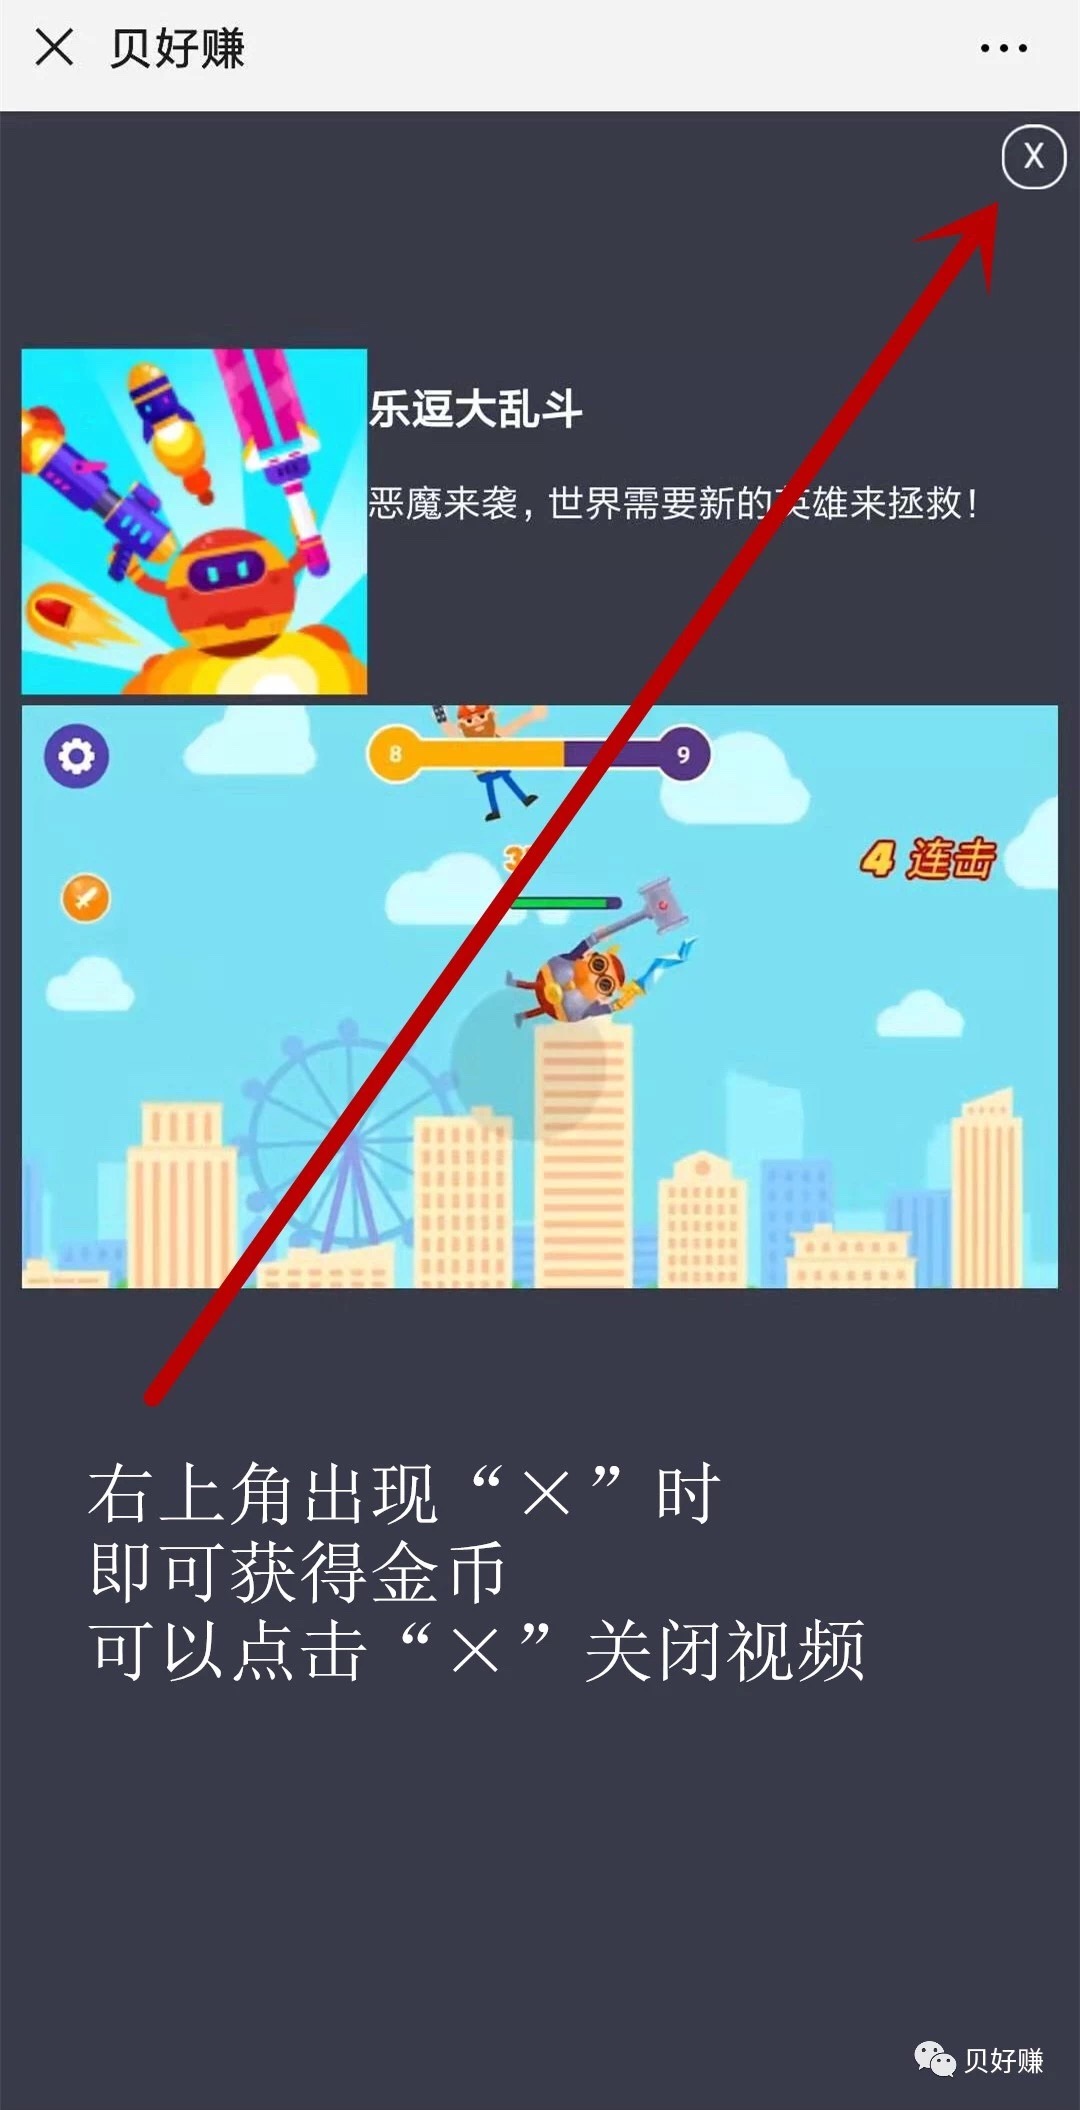 贝好赚
X
乐逗大乱斗
恶魔来袭，世界需要新的英雄来拯救！
8
9
4 连击
右上角出现“×”时
即可获得金币
可以点击“×”关闭视频
贝好赚